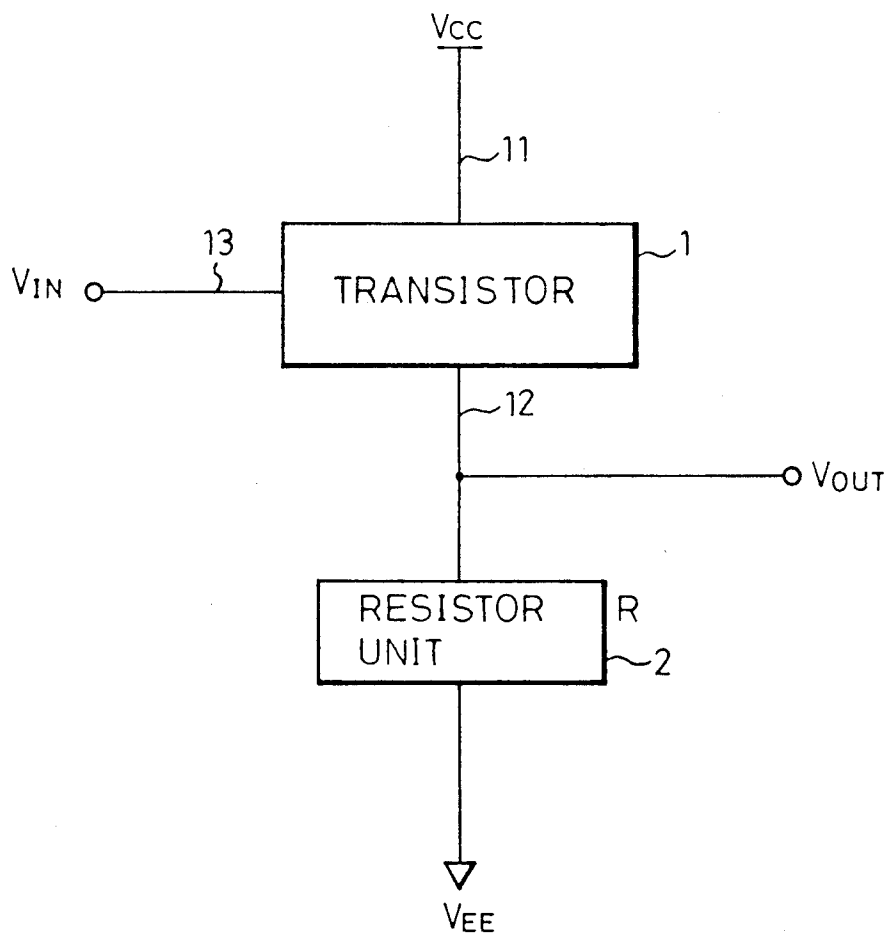 VCC
11
13
1
VIN
TRANSISTOR
12
VOUT
RESISTOR
UNIT
R
2
VEE